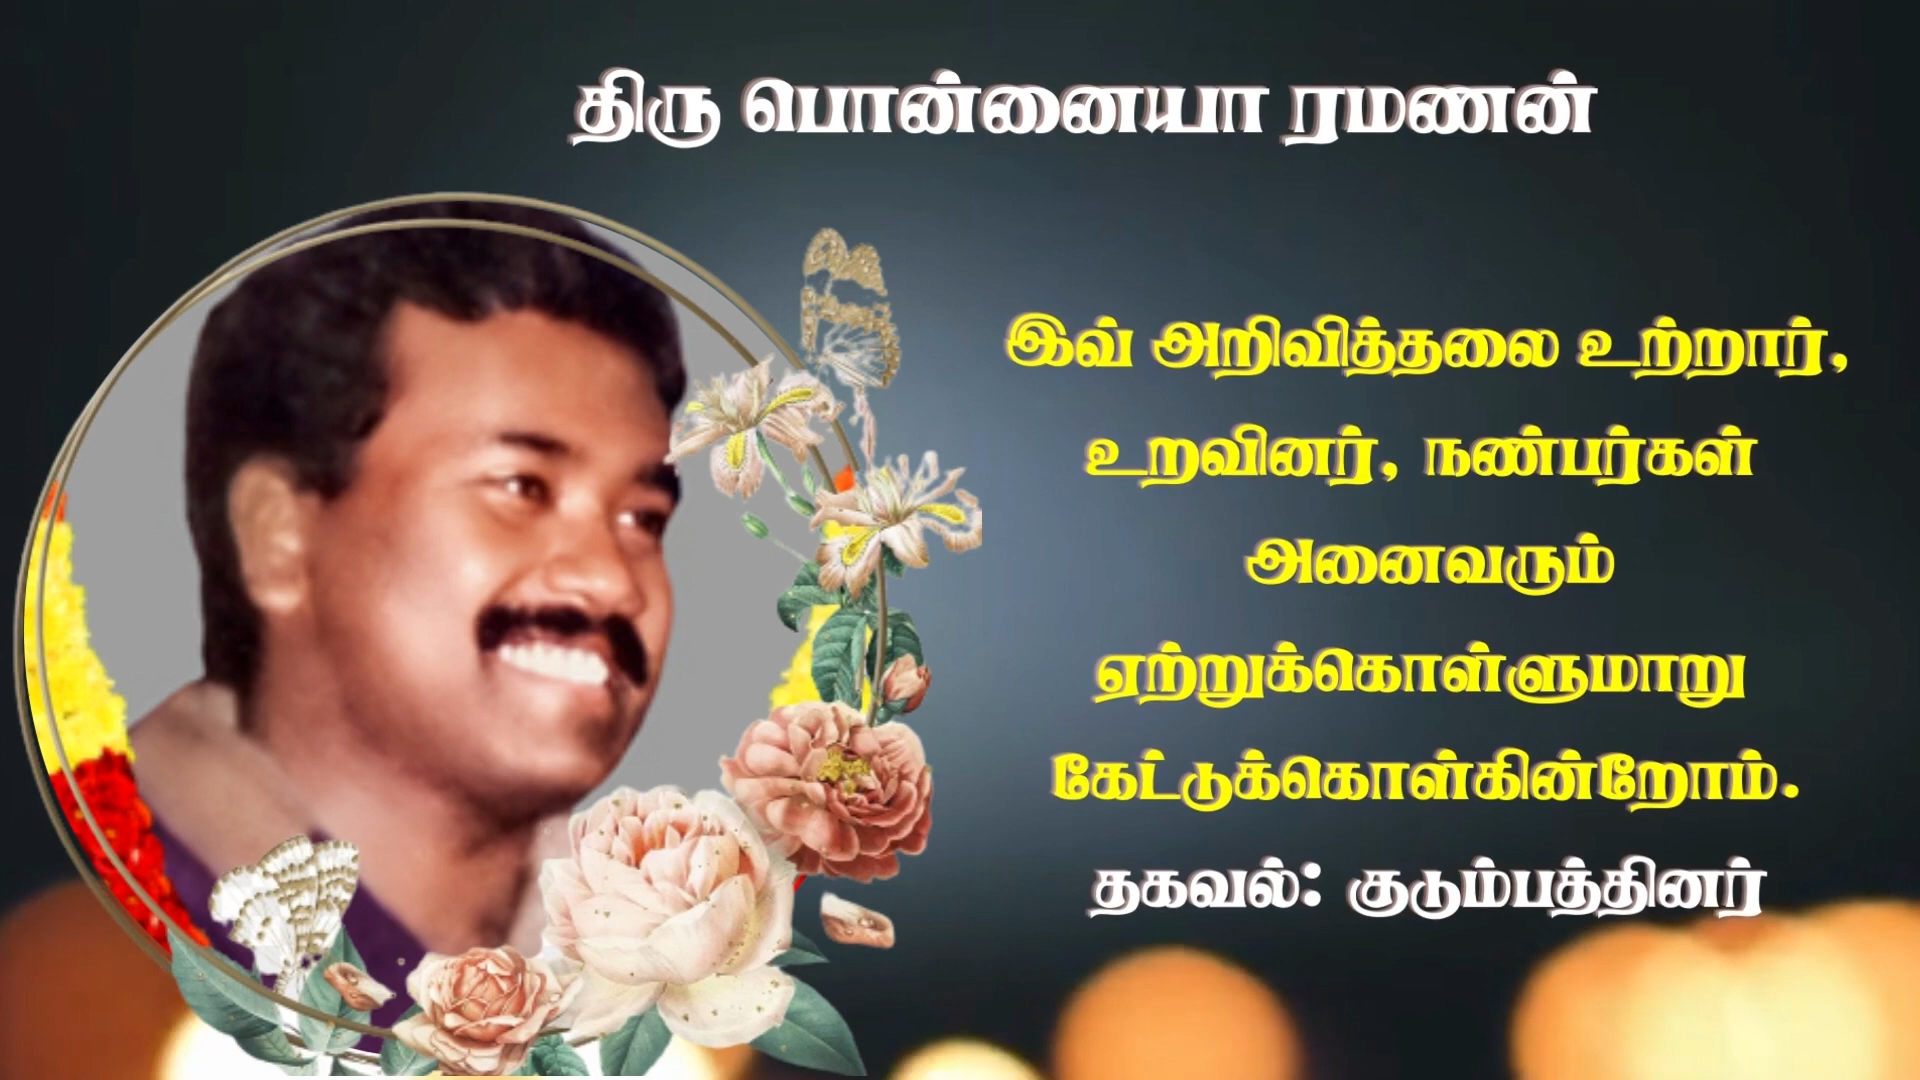 திரு பொன்னையா ரமணன்
இவ் அறிவித்தலை உற்றார்,
உறவினர், நண்பர்கள்
அனைவரும்
ஏற்றுக்கொள்ளுமாறு
கேட்டுக்கொள்கின்றோம்.
தகவல்: குடும்பத்தினர்